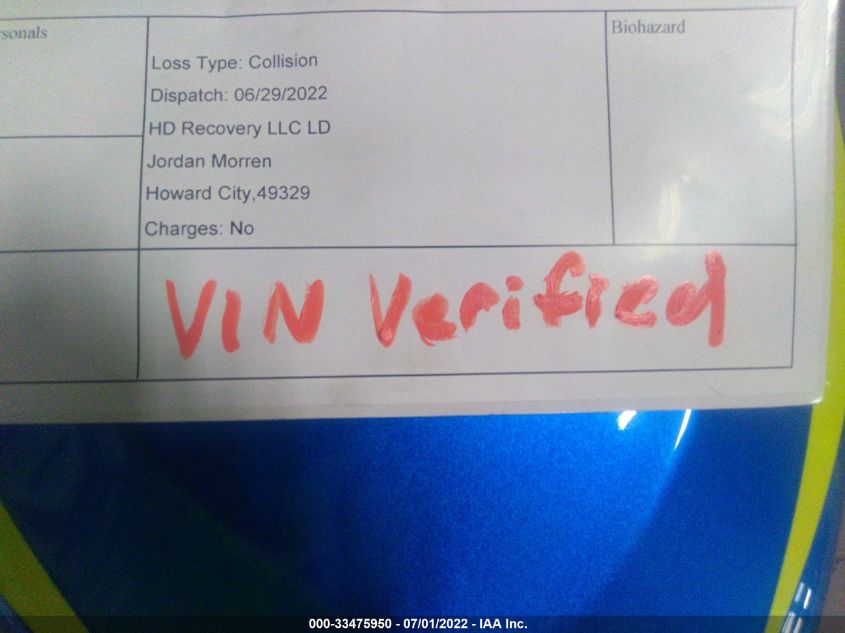 rsonals
Biohazard
Loss Type: Collision
Dispatch: 06/29/2022
HD Recovery LLC LD
Jordan Morren
Howard City,49329
Charges: No
VIN Verified
000-33475950 - 07/01/2022 - IAA Inc.